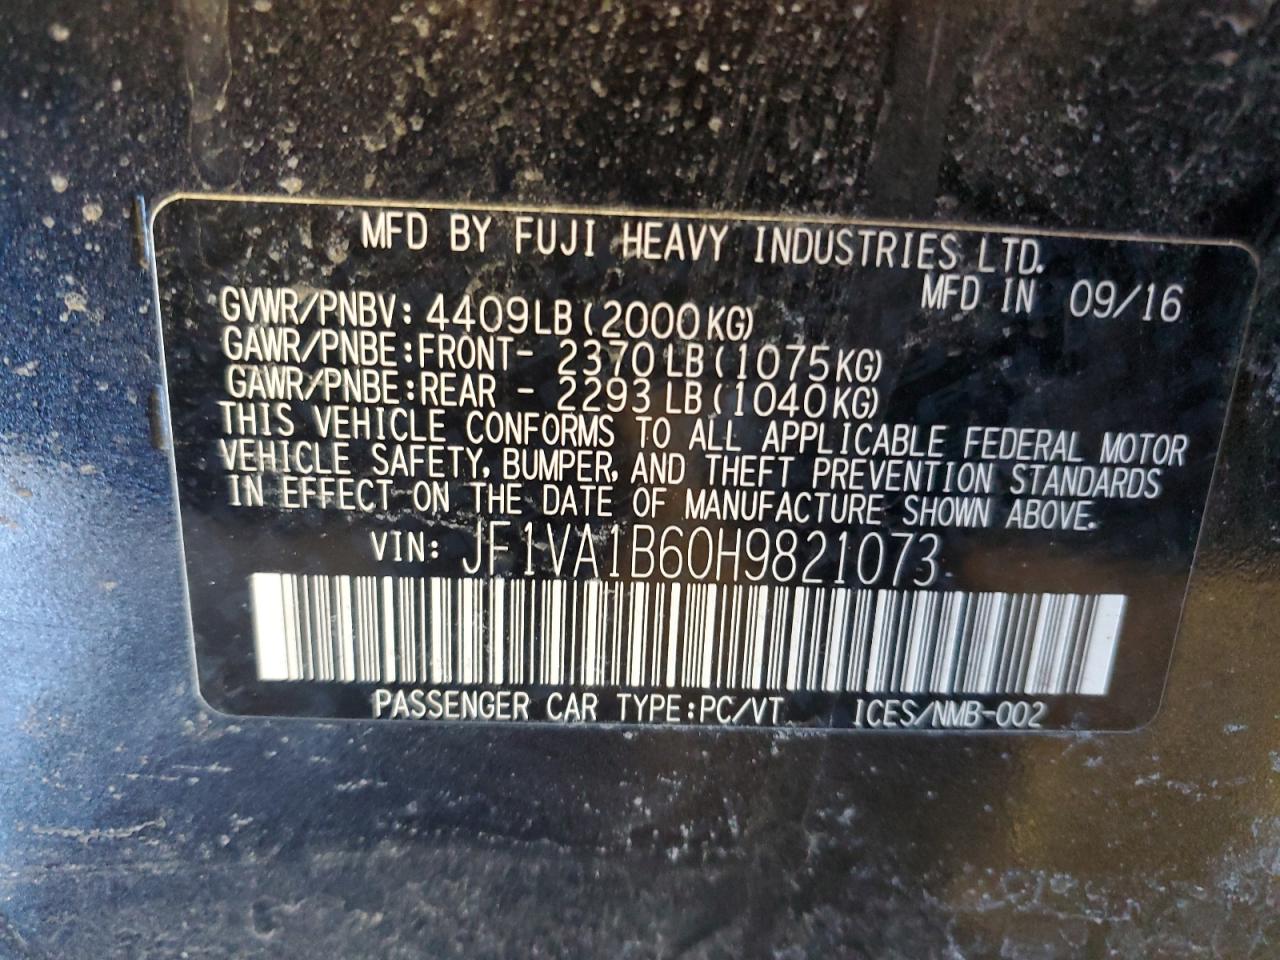 MFD BY FUJI HEAVY INDUSTRIES LTD.
MFD IN 09/16
GVWR/PNBV: 4409LB (2000KG)
GAWR/PNBE:FRONT- 2370LB (1075KG)
GAWR/PNBE:REAR - 2293LB (1040KG)
THIS VEHICLE CONFORMS TO ALL APPLICABLE FEDERAL MOTOR
VEHICLE SAFETY, BUMPER, AND THEFT PREVENTION STANDARDS
IN EFFECT ON THE DATE OF MANUFACTURE SHOWN ABOVE.
VIN: JF1VA1B60H9821073
PASSENGER CAR TYPE:PC/VT ICES/NMB-002